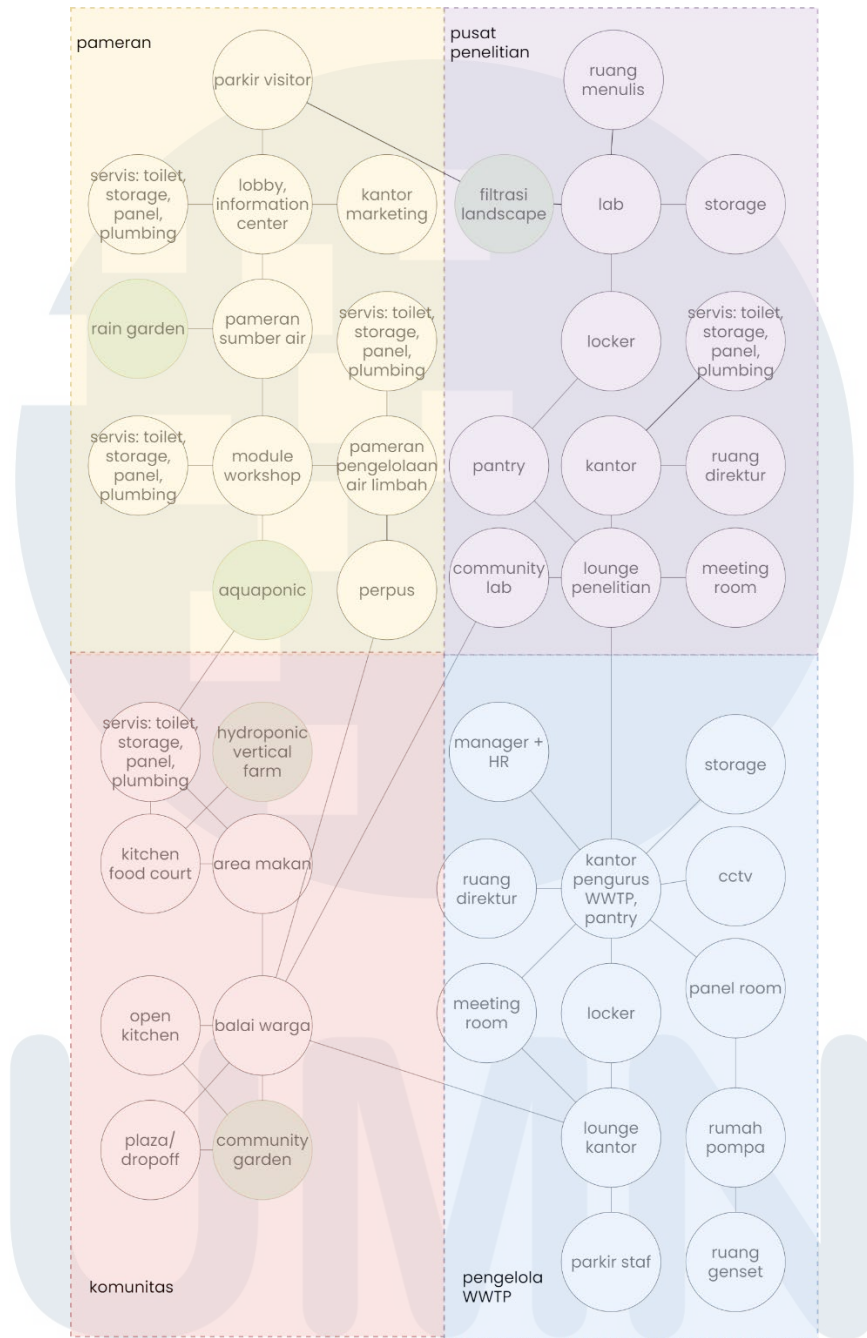 pameran
parkir visitor
servis: toilet,
storage,
panel,
plumbing
lobby,
information
center
kantor
marketing
rain garden
pameran
sumber air
servis: toilet,
storage,
panel,
plumbing
servis: toilet,
storage,
panel,
plumbing
module
workshop
pameran
pengelolaan
air limbah
aquaponic
perpus
pusat
penelitian
ruang
menulis
filtrasi
landscape
lab
storage
locker
servis: toilet,
storage,
panel,
plumbing
pantry
kantor
ruang
direktur
community
lab
lounge
penelitian
meeting
room
servis: toilet,
storage,
panel,
plumbing
hydroponic
vertical
farm
kitchen
food court
area makan
open
kitchen
balai warga
plaza/
dropoff
community
garden
komunitas
manager +
HR
storage
ruang
direktur
kantor
pengurus
WWTP,
pantry
cctv
meeting
room
locker
panel room
lounge
kantor
rumah
pompa
parkir staf
ruang
genset
pengelola
WWTP
UMN